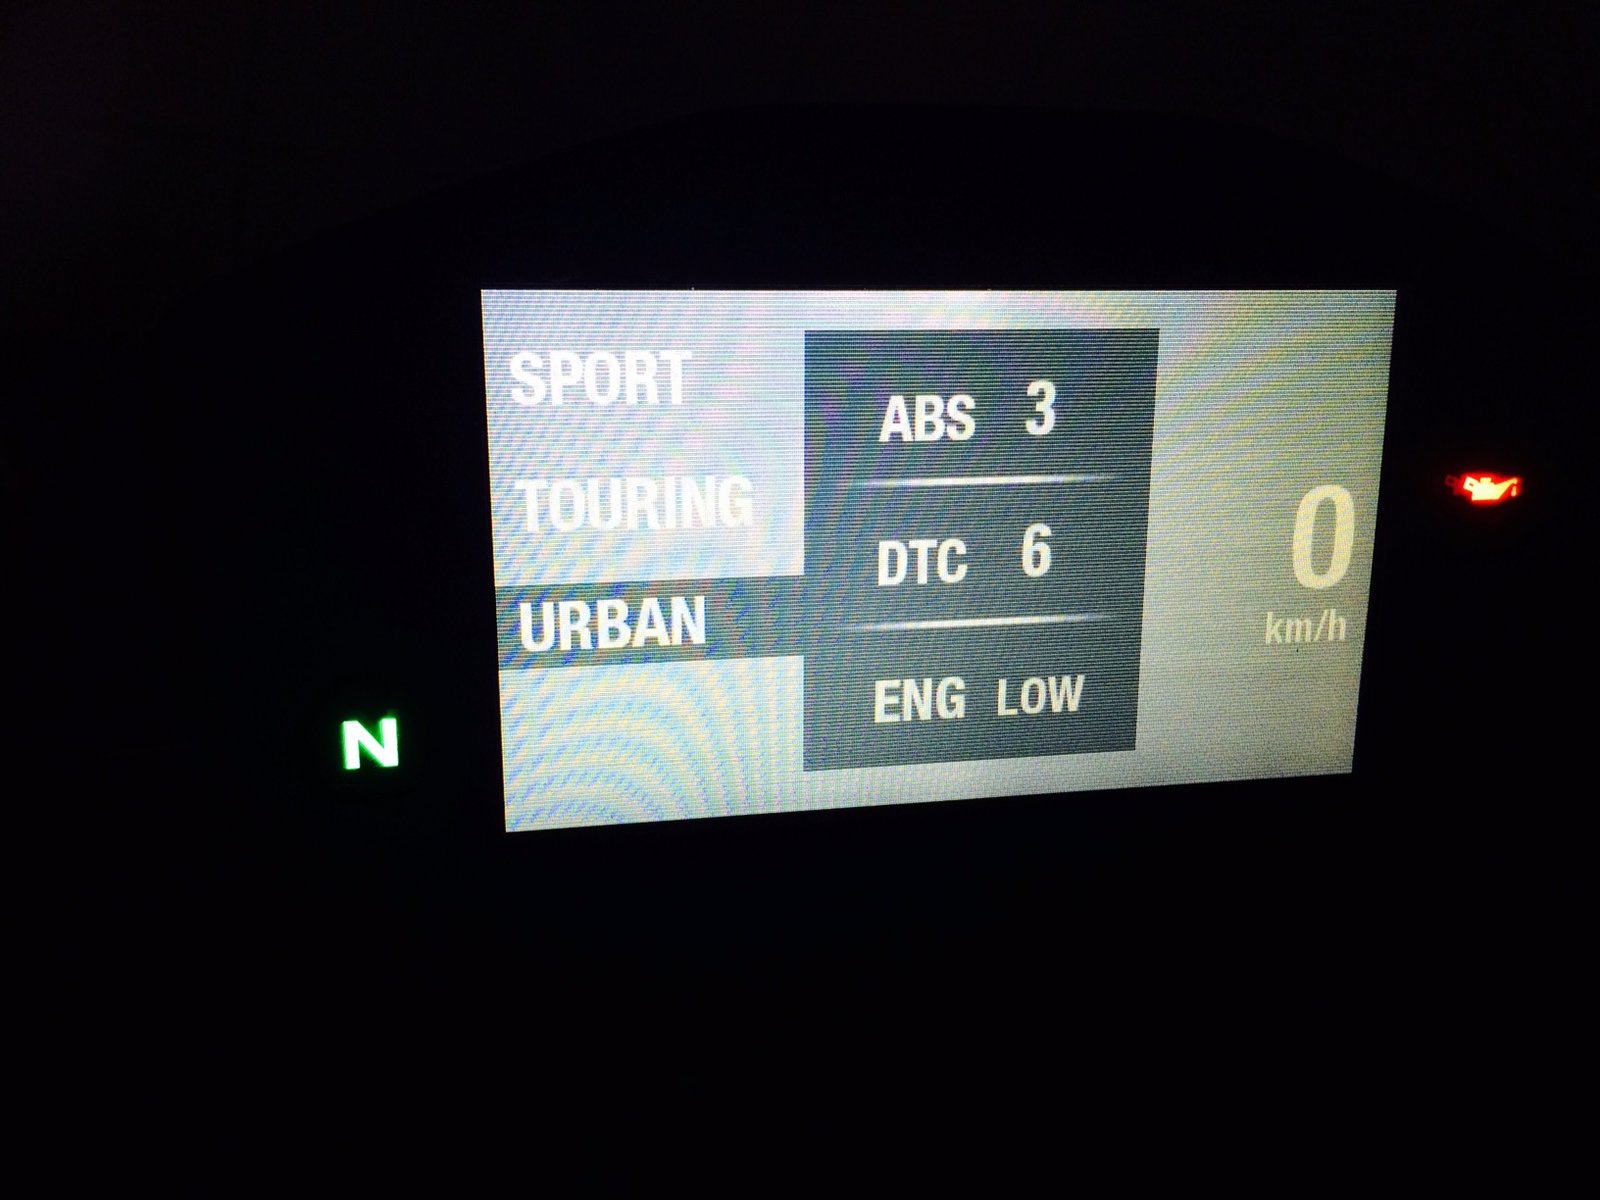 SPORT
TOURING
URBAN
ABS 3
DTC 6
ENG LOW
0
km/h
N